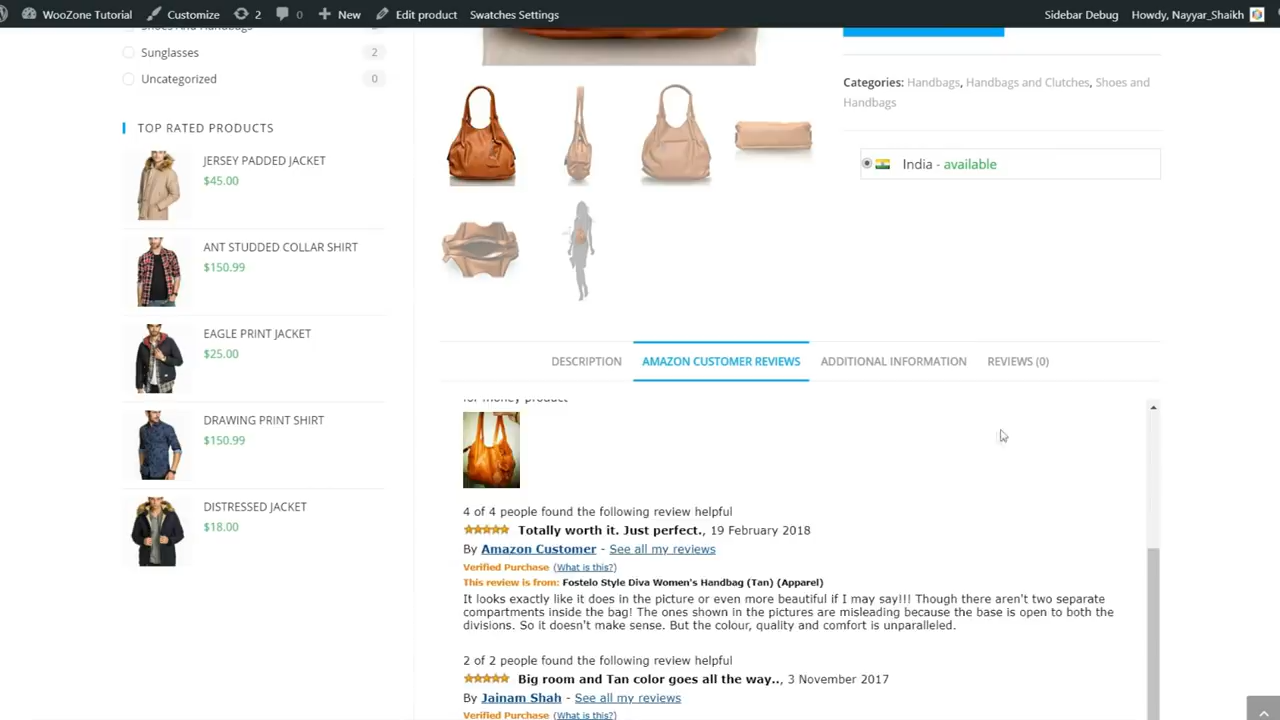 WooZone Tutorial Customize 2 0 New Edit product Swatches Settings Sidebar Debug Howdy, Nayyar_Shaikh
Shoes And Handbags
Sunglasses 2
Uncategorized 0
TOP RATED PRODUCTS
JERSEY PADDED JACKET
$45.00
ANT STUDDED COLLAR SHIRT
$150.99
EAGLE PRINT JACKET
$25.00
DRAWING PRINT SHIRT
$150.99
DISTRESSED JACKET
$18.00
Categories: Handbags, Handbags and Clutches, Shoes and
Handbags
India - available
DESCRIPTION AMAZON CUSTOMER REVIEWS ADDITIONAL INFORMATION REVIEWS (0)
for money product
4 of 4 people found the following review helpful
Totally worth it. Just perfect., 19 February 2018
By Amazon Customer - See all my reviews
Verified Purchase (What is this?)
This review is from: Fostelo Style Diva Women's Handbag (Tan) (Apparel)
It looks exactly like it does in the picture or even more beautiful if I may say!!! Though there aren't two separate
compartments inside the bag! The ones shown in the pictures are misleading because the base is open to both the
divisions. So it doesn't make sense. But the colour, quality and comfort is unparalleled.
2 of 2 people found the following review helpful
Big room and Tan color goes all the way.., 3 November 2017
By Jainam Shah - See all my reviews
Verified Purchase (What is this?)